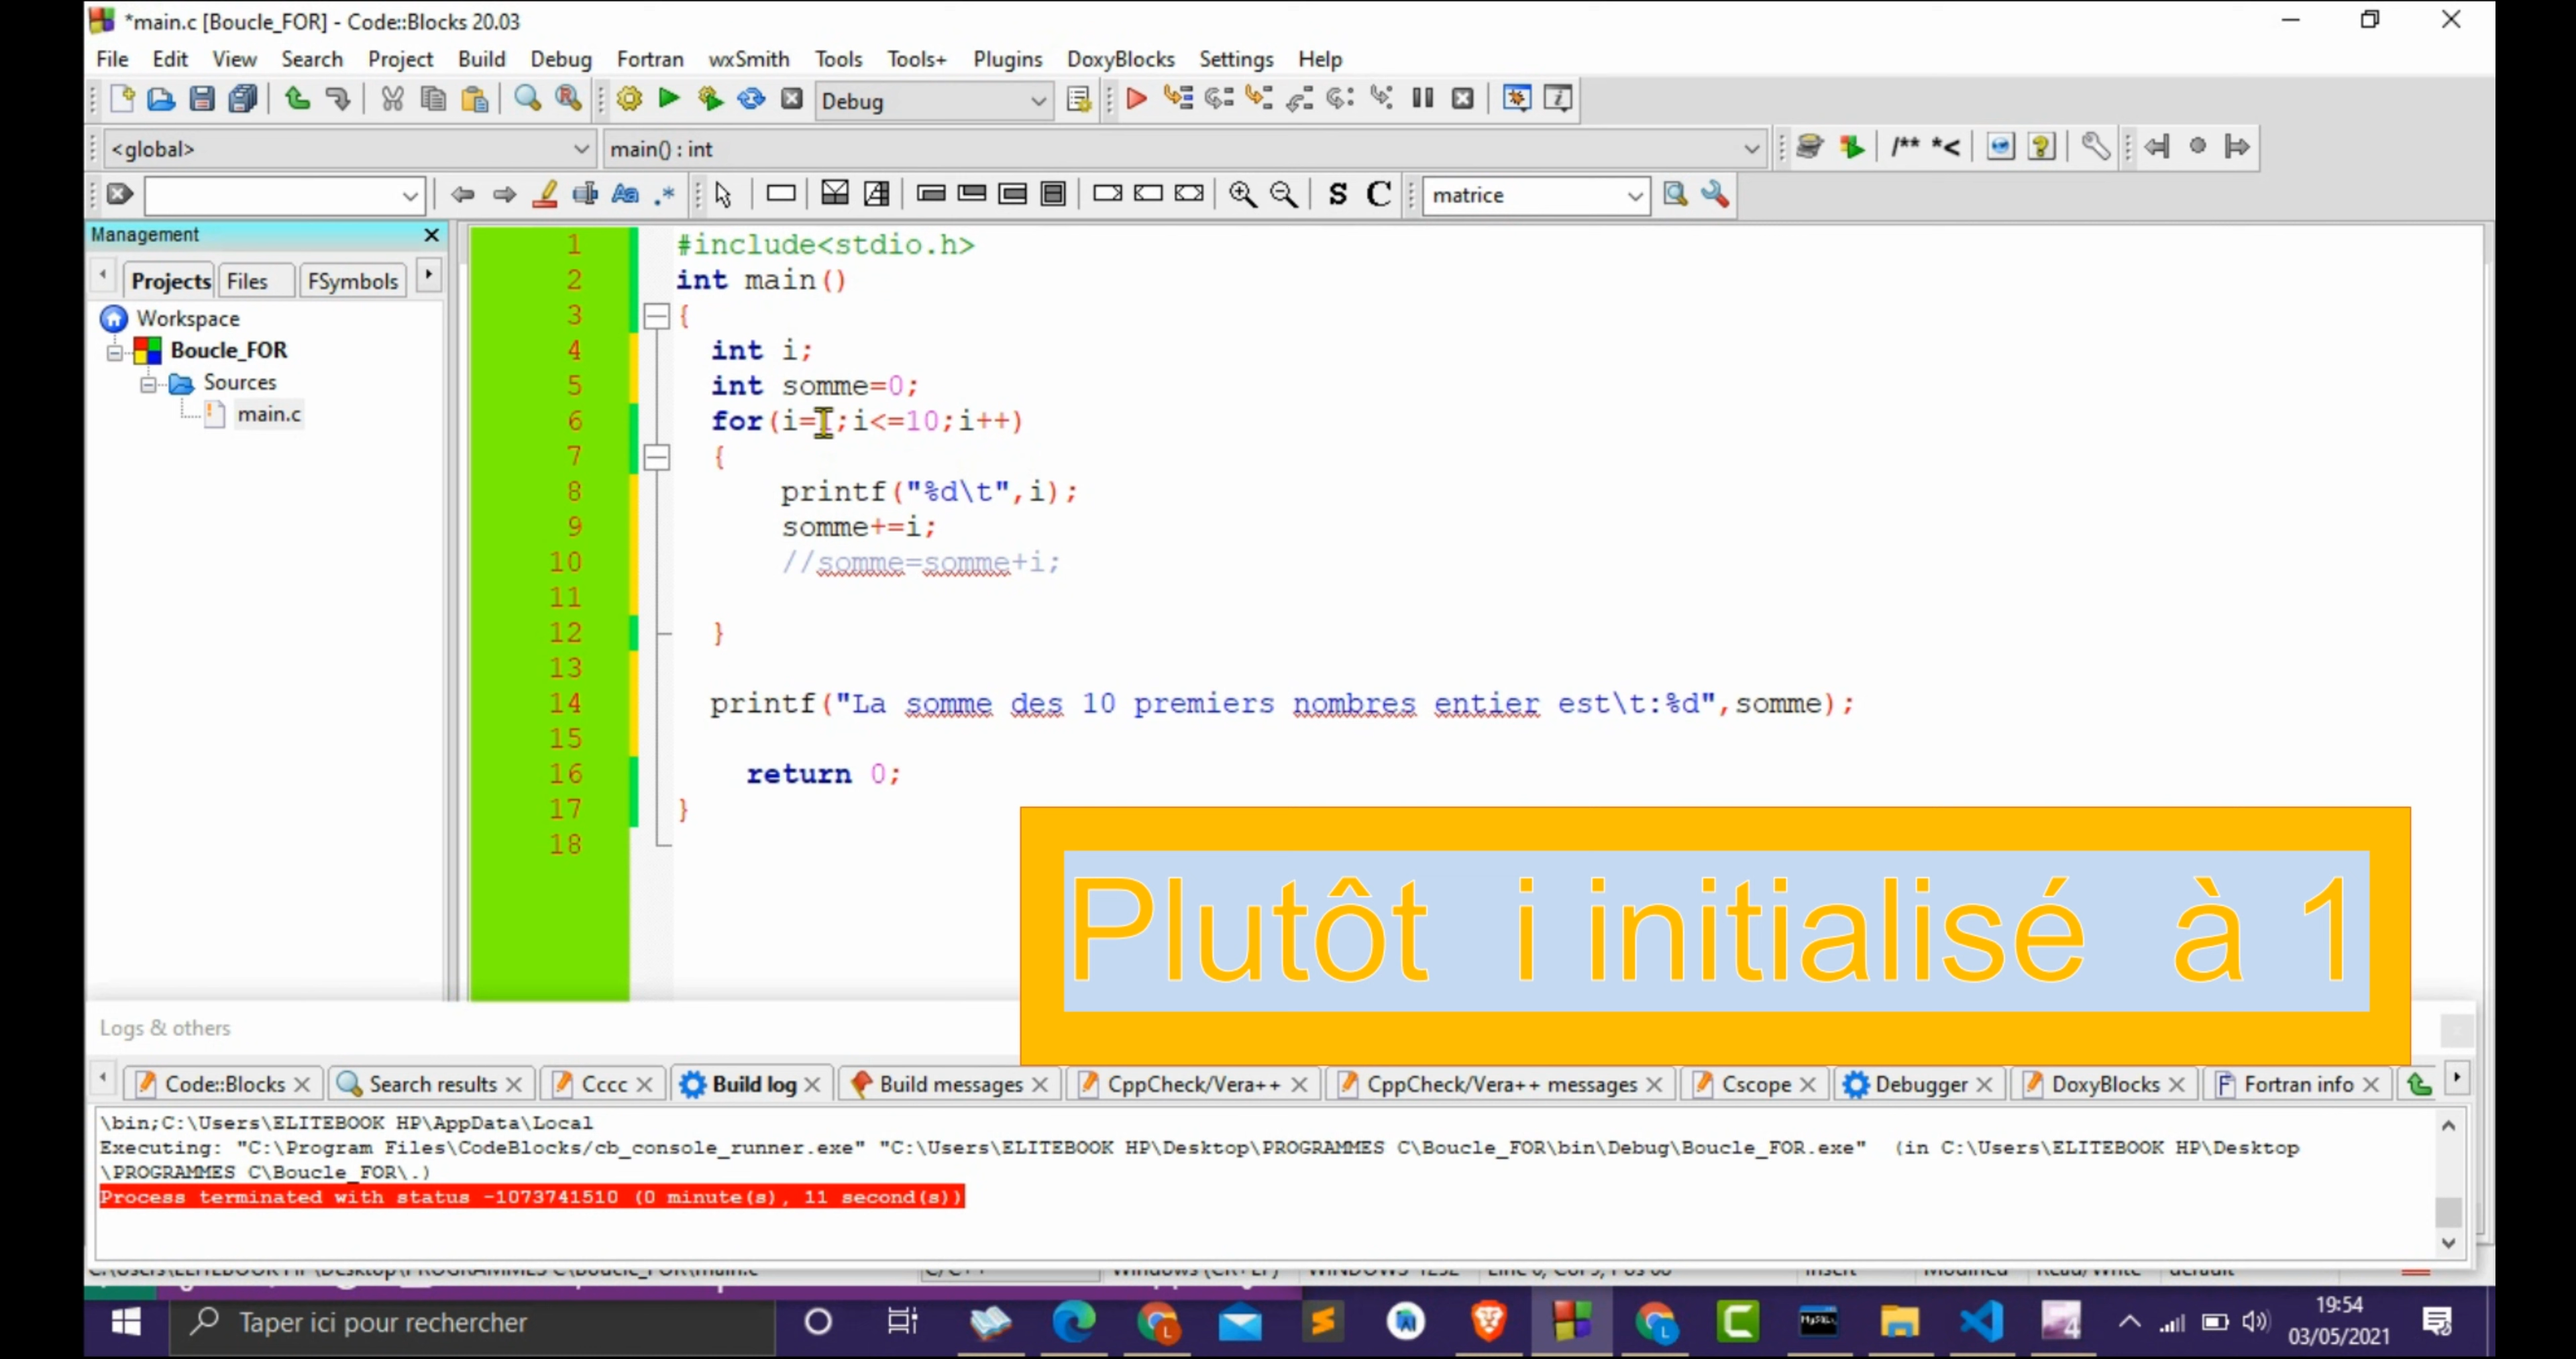 *main.c [Boucle_FOR] - Code::Blocks 20.03
File Edit View Search Project Build Debug Fortran wxSmith Tools Tools+ Plugins DoxyBlocks Settings Help
Debug
<global> main() : int
/** *<
Aa .* S C matrice
Management
Projects Files FSymbols
Workspace
Boucle_FOR
Sources
main.c
1 #include<stdio.h>
2 int main()
3 {
4 int i;
5 int somme=0;
6 for(i=1;i<=10;i++)
7 {
8 printf("%d\t",i);
9 somme+=i;
10 //somme=somme+i;
11
12 }
13
14 printf("La somme des 10 premiers nombres entier est\t:%d",somme);
15
16 return 0;
17 }
18
Plutôt i initialisé à 1
Logs & others
Code::Blocks Search results Cccc Build log Build messages CppCheck/Vera++ CppCheck/Vera++ messages Cscope Debugger DoxyBlocks Fortran info
\bin;C:\Users\ELITEBOOK HP\AppData\Local
Executing: "C:\Program Files\CodeBlocks/cb_console_runner.exe" "C:\Users\ELITEBOOK HP\Desktop\PROGRAMMES C\Boucle_FOR\bin\Debug\Boucle_FOR.exe" (in C:\Users\ELITEBOOK HP\Desktop
\PROGRAMMES C\Boucle_FOR\.)
Process terminated with status -1073741510 (0 minute(s), 11 second(s))
Taper ici pour rechercher
19:54
03/05/2021